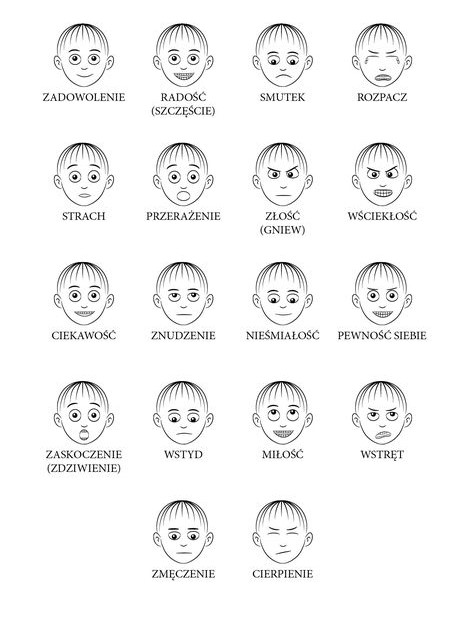 ZADOWOLENIE
RADOŚĆ
(SZCZĘŚCIE)
SMUTEK
ROZPACZ
STRACH
PRZERAŻENIE
ZŁOŚĆ
(GNIEW)
WŚCIEKŁOŚĆ
CIEKAWOŚĆ
ZNUDZENIE
NIEŚMIAŁOŚĆ
PEWNOŚĆ SIEBIE
ZASKOCZENIE
(ZDZIWIENIE)
WSTYD
MIŁOŚĆ
WSTRĘT
ZMĘCZENIE
CIERPIENIE